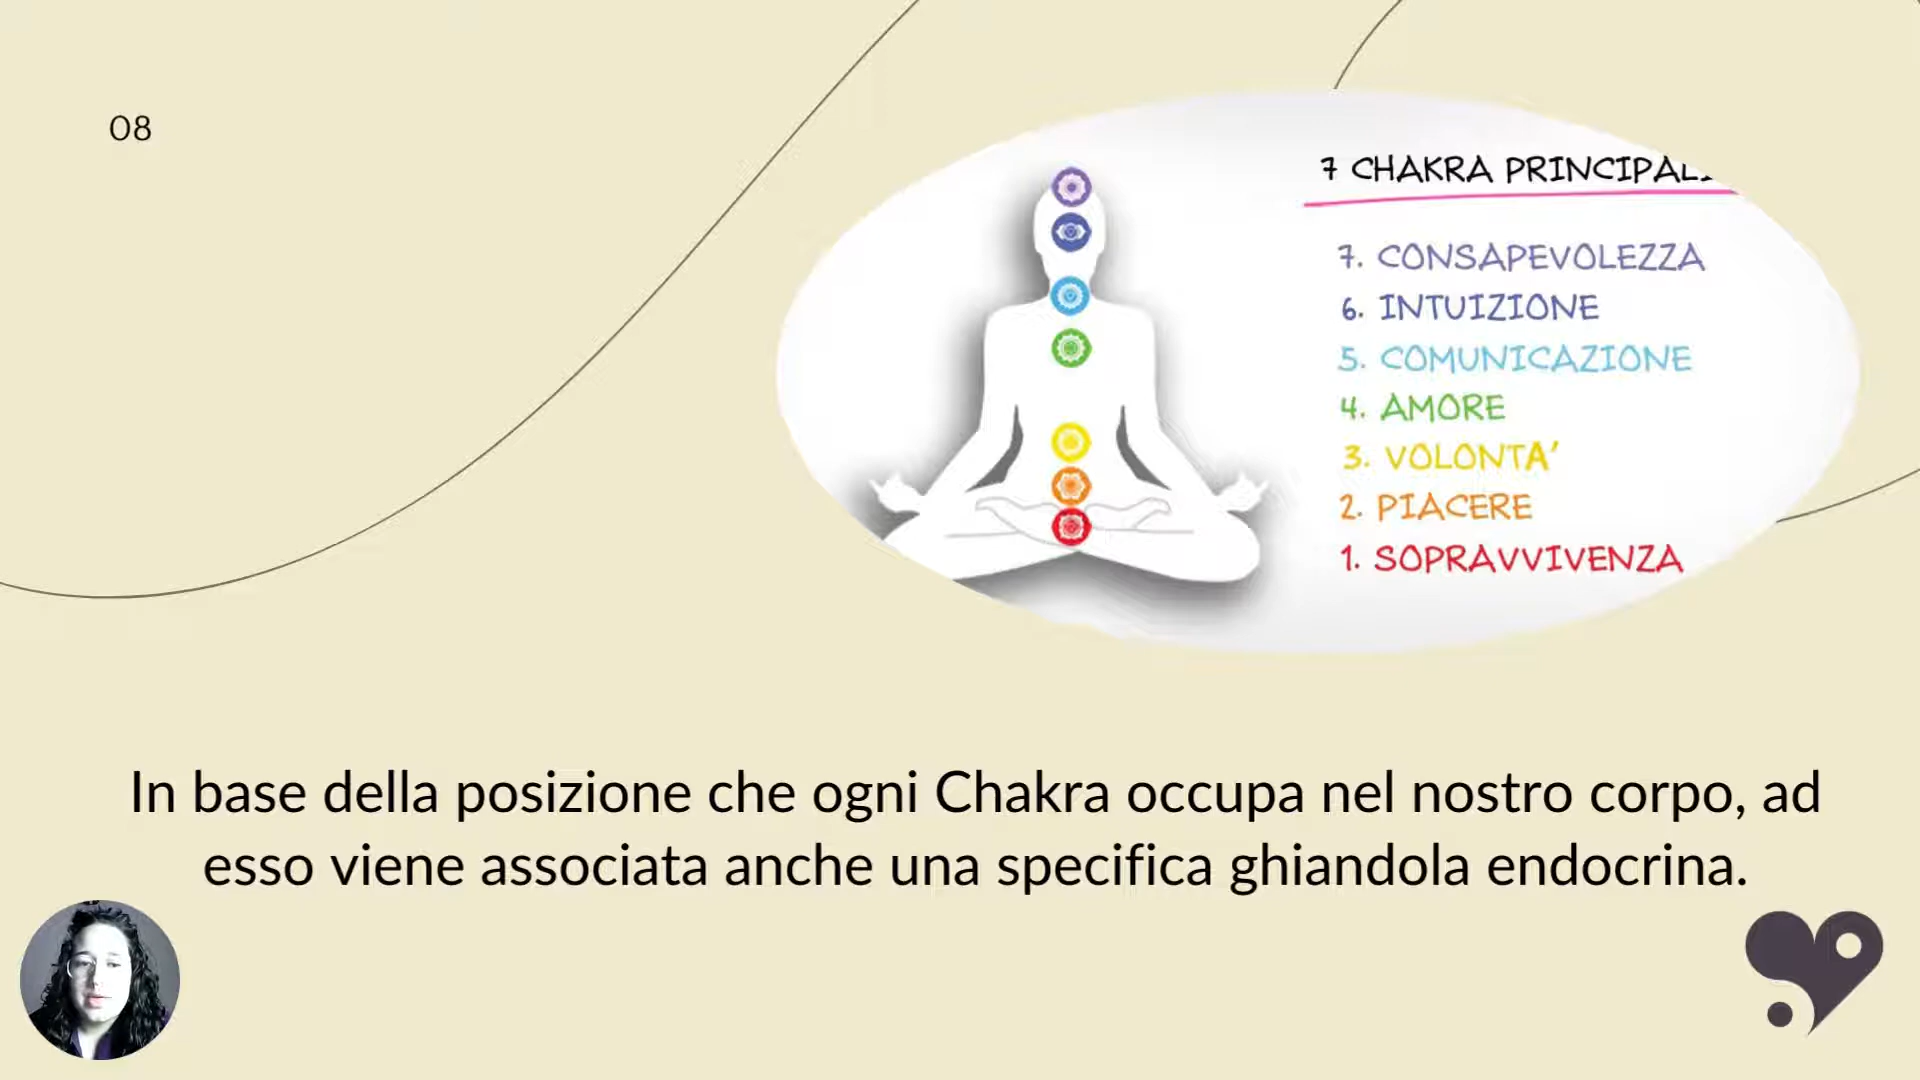 08
7 CHAKRA PRINCIPALI
7. CONSAPEVOLEZZA
6. INTUIZIONE
5. COMUNICAZIONE
4. AMORE
3. VOLONTA'
2. PIACERE
1. SOPRAVVIVENZA
In base della posizione che ogni Chakra occupa nel nostro corpo, ad
esso viene associata anche una specifica ghiandola endocrina.